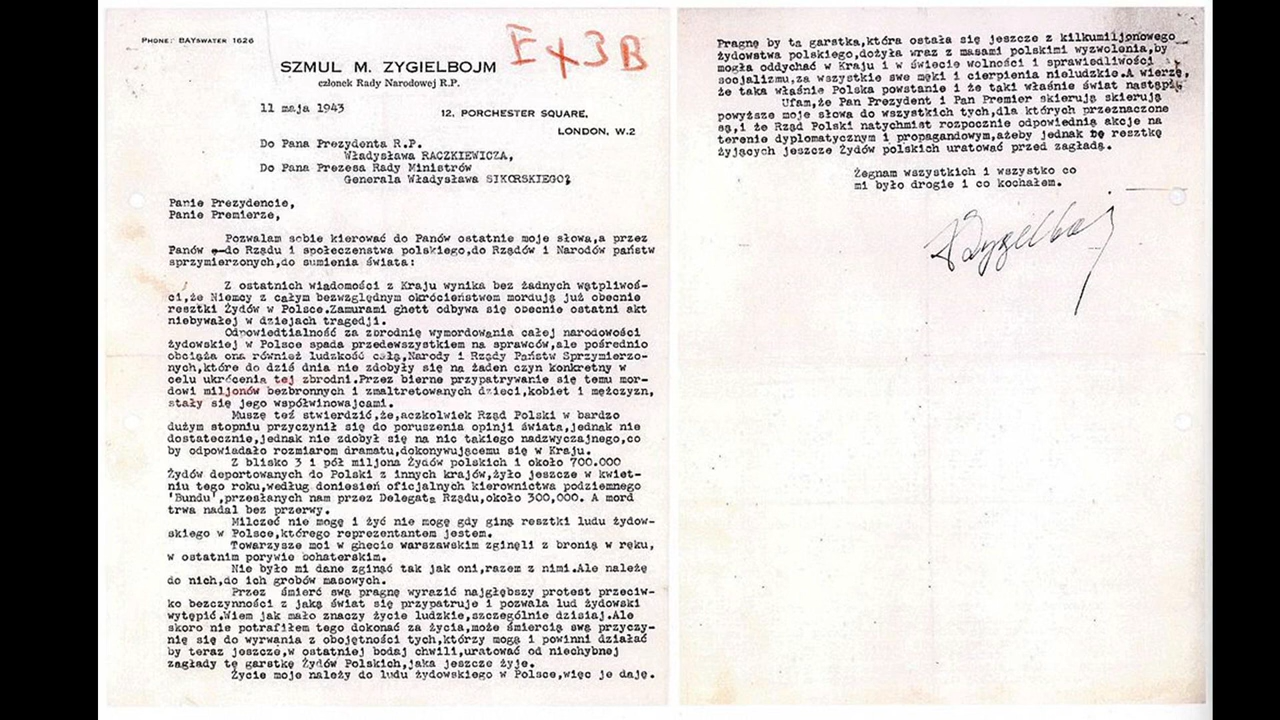 PHONE: BAYSWATER 1626
Ex 3 B
SZMUL M. ZYGIELBOJM
członek Rady Narodowej R.P.
11 maja 1943
12, PORCHESTER SQUARE,
LONDON, W.2
Do Pana Prezydenta R.P.
Władysława RACZKIEWICZA,
Do Pana Prezesa Rady Ministrów
Generala Władysława SIKORSKIEGO;
Panie Prezydencie,
Panie Premierze,
Pozwalam sobie kierować do Panów ostatnie moje słowa,a przez
Panów do Rządu i społeczenstwa polskiego,do Rządów i Narodów państw
sprzymierzonych,do sumienia świata:
Z ostatnich wiadomości z Kraju wynika bez żadnych wątpliwoś-
ci,że Niemcy z całym bezwzględnym okrócieństwem mordują już obecnie
resztki Żydów w Polsce.Zamurami ghett odbywa się obecnie ostatni akt
niebywałej w dziejach tragedji.
Odpowiedtialność za zbrodnię wymordowania całej narodowości
żydowskiej w Polsce spada przedewszystkiem na sprawców,ale pośrednio
obciąża ona również ludzkość całą,Narody i Rządy Państw Sprzymierzo-
nych,które do dziś dnia nie zdobyły się na żaden czyn konkretny w
celu ukrócenia tej zbrodni.Przez bierne przypatrywanie się temu mor-
dowi miljonów bezbronnych i zmaltretowanych dzieci,kobiet i mężczyzn,
stały się jego współwinowajcami.
Muszę też stwierdzić,że,aczkolwiek Rząd Polski w bardzo
dużym stopniu przyczynił się do poruszenia opinji świata,jednak nie
dostatecznie,jednak nie zdobył się na nic takiego nadzwyczajnego,co
by odpowiadało rozmiarom dramatu,dokonywującemu się w Kraju.
Z blisko 3 i pół miljona Żydów polskich i około 700.000
Żydów deportowanych do Polski z innych krajów,żyło jeszcze w kwiet-
niu tego roku,według doniesień oficjalnych kierownictwa podziemnego
'Bundu',przesłanych nam przez Delegata Rządu,około 300,000. A mord
trwa nadal bez przerwy.
Milczeć nie mogę i żyć nie mogę gdy giną resztki ludu żydow-
skiego w Polsce,którego reprezentantem jestem.
Towarzysze moi w ghecie warszawskim zginęli z bronią w ręku,
w ostatnim porywie bohaterskim.
Nie było mi dane zginąć tak jak oni,razem z nimi.Ale należę
do nich,do ich grobów masowych.
Przez śmierć swą pragnę wyrazić najgłębszy protest przeciw-
ko bezczynności z jaką świat się przypatruje i pozwala lud żydowski
wytępić.Wiem jak mało znaczy życie ludzkie,szczególnie dzisiaj.Ale
skoro nie potrafiłem tego dokonać za życia,może śmiercią swą przyczy-
nię się do wyrwania z obojętności tych,którzy mogą i powinni działać
by teraz jeszcze,w ostatniej bodaj chwili,uratować od niechybnej
zagłady tę garstkę Żydów Polskich,jaka jeszcze żyje.
Życie moje należy do ludu żydowskiego w Polsce,więc je daję.
Pragnę by ta garstka,która ostała się jeszcze z kilkumiljonowego
żydowstwa polskiego,dożyła wraz z masami polskimi wyzwolenia,by
mogła oddychać w Kraju i w świecie wolności i sprawiedliwości
socjalizmu,za wszystkie swe męki i cierpienia nieludzkie.A wierzę,
że taka właśnie Polska powstanie i że taki właśnie świat nastąpi.
Ufam,że Pan Prezydent i Pan Premier skierują skierują
powyższe moje słowa do wszystkich tych,dla których przeznaczone
są,i że Rząd Polski natychmiast rozpocznie odpowiednią akcje na
terenie dyplomatycznym i propagandowym,ażeby jednak tę resztkę
żyjących jeszcze Żydów polskich uratować przed zagładą.
Żegnam wszystkich i wszystko co
mi było drogie i co kochałem.
SZygielboj